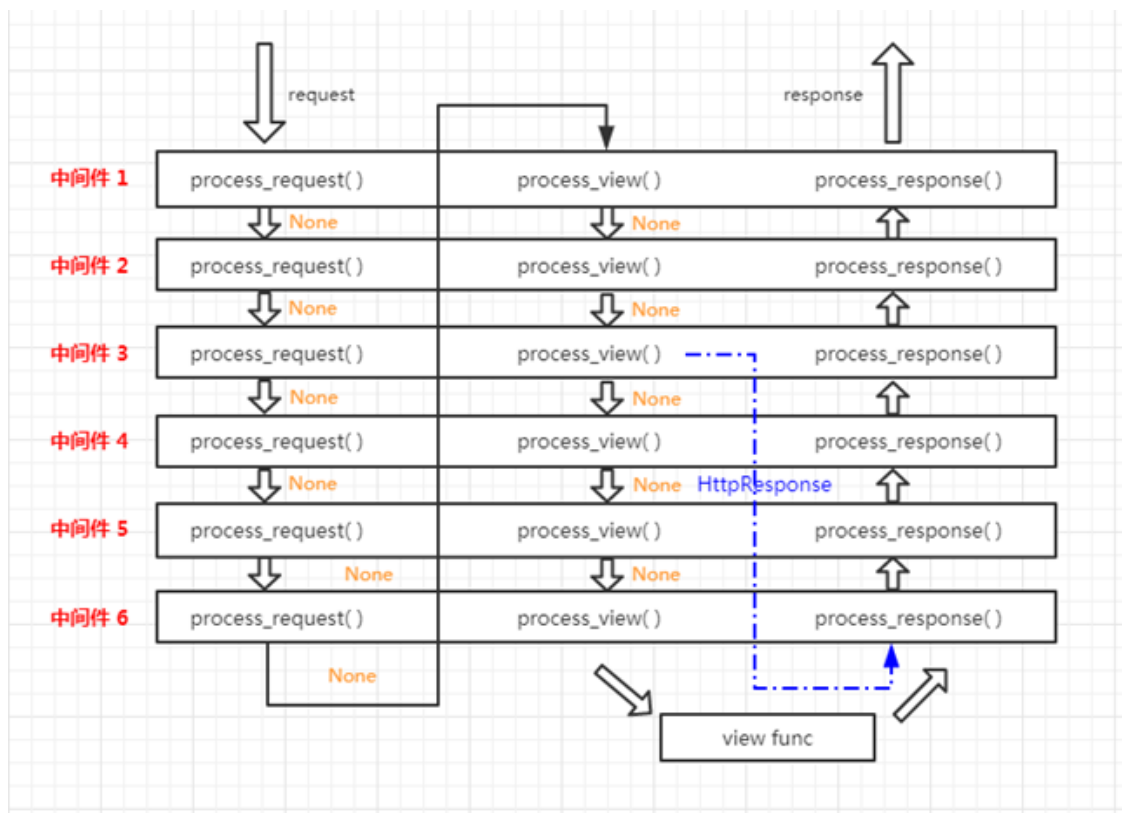 request
response
中间件 1 process_request( ) process_view( ) process_response( )
None None
中间件 2 process_request( ) process_view( ) process_response( )
None None
中间件 3 process_request( ) process_view( ) process_response( )
None None
中间件 4 process_request( ) process_view( ) process_response( )
None None HttpResponse
中间件 5 process_request( ) process_view( ) process_response( )
None None
中间件 6 process_request( ) process_view( ) process_response( )
None
view func